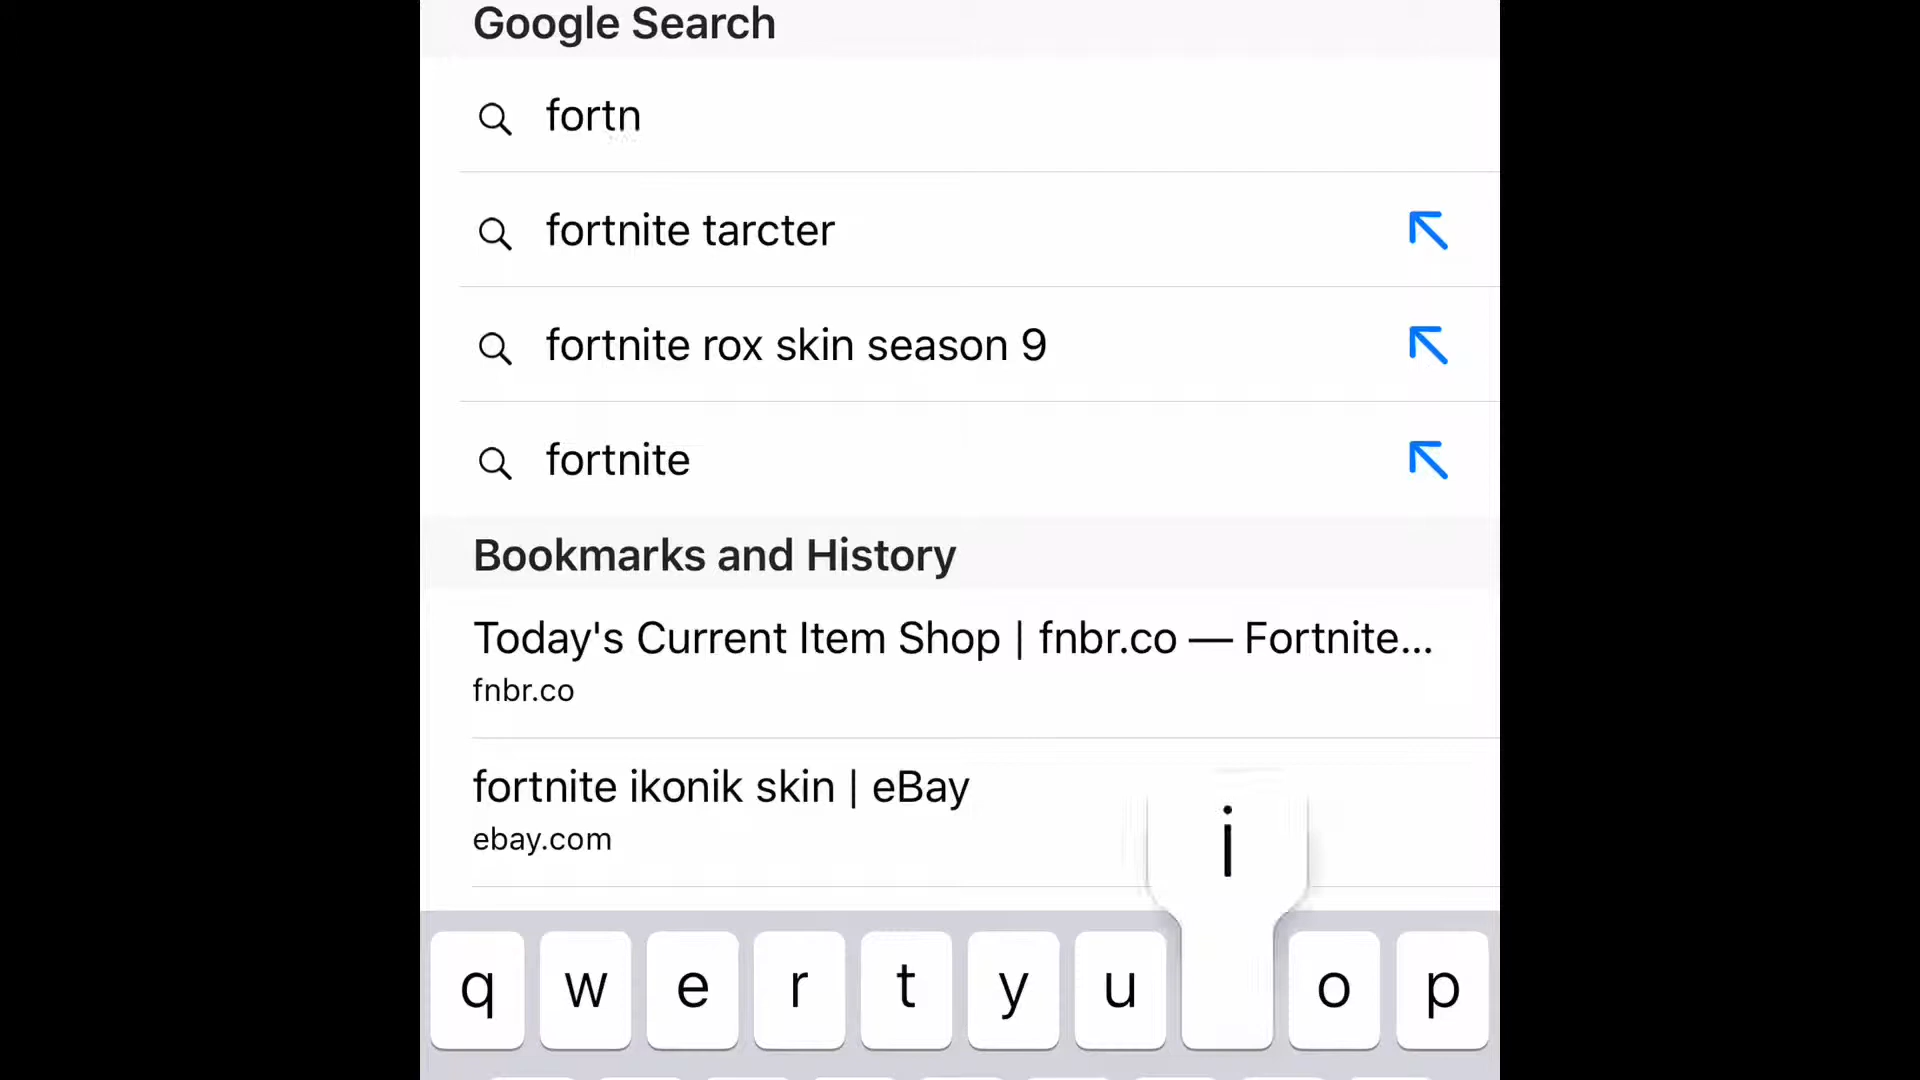 Google Search
fortn
fortnite tarcter
fortnite rox skin season 9
fortnite
Bookmarks and History
Today's Current Item Shop | fnbr.co — Fortnite...
fnbr.co
fortnite ikonik skin | eBay
ebay.com
i
q w e r t y u o p